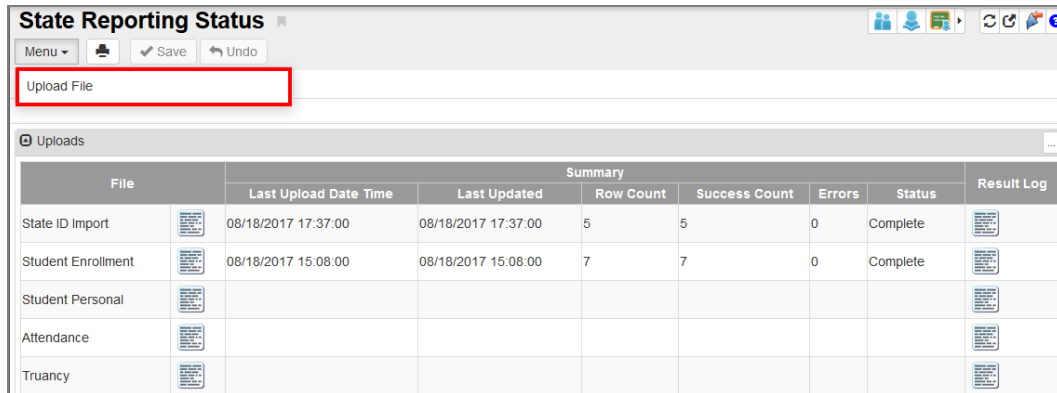 State Reporting Status
Menu Save Undo
Upload File
Uploads ...
File Summary Result Log
Last Upload Date Time Last Updated Row Count Success Count Errors Status
State ID Import 08/18/2017 17:37:00 08/18/2017 17:37:00 5 5 0 Complete
Student Enrollment 08/18/2017 15:08:00 08/18/2017 15:08:00 7 7 0 Complete
Student Personal
Attendance
Truancy